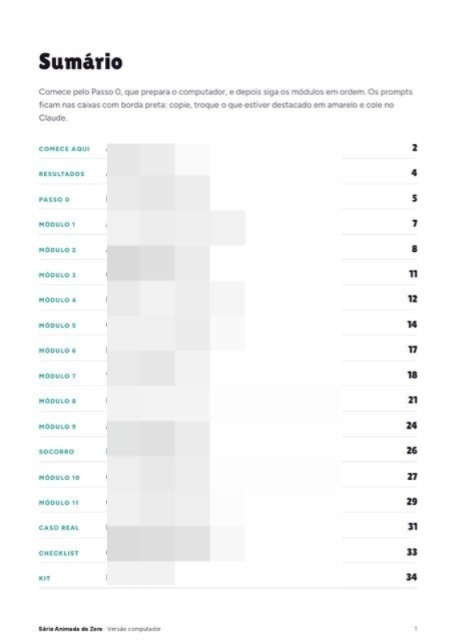 Sumário
Comece pelo Passo 0, que prepara o computador, e depois siga os módulos em ordem. Os prompts
ficam nas caixas com borda preta: copie, troque o que estiver destacado em amarelo e cole no
Claude.
COMECE AQUI 2
RESULTADOS 4
PASSO 0 5
MÓDULO 1 7
MÓDULO 2 8
MÓDULO 3 11
MÓDULO 4 12
MÓDULO 5 14
MÓDULO 6 17
MÓDULO 7 18
MÓDULO 8 21
MÓDULO 9 24
SOCORRO 26
MÓDULO 10 27
MÓDULO 11 29
CASO REAL 31
CHECKLIST 33
KIT 34
Série Animada do Zero · Versão computador 1